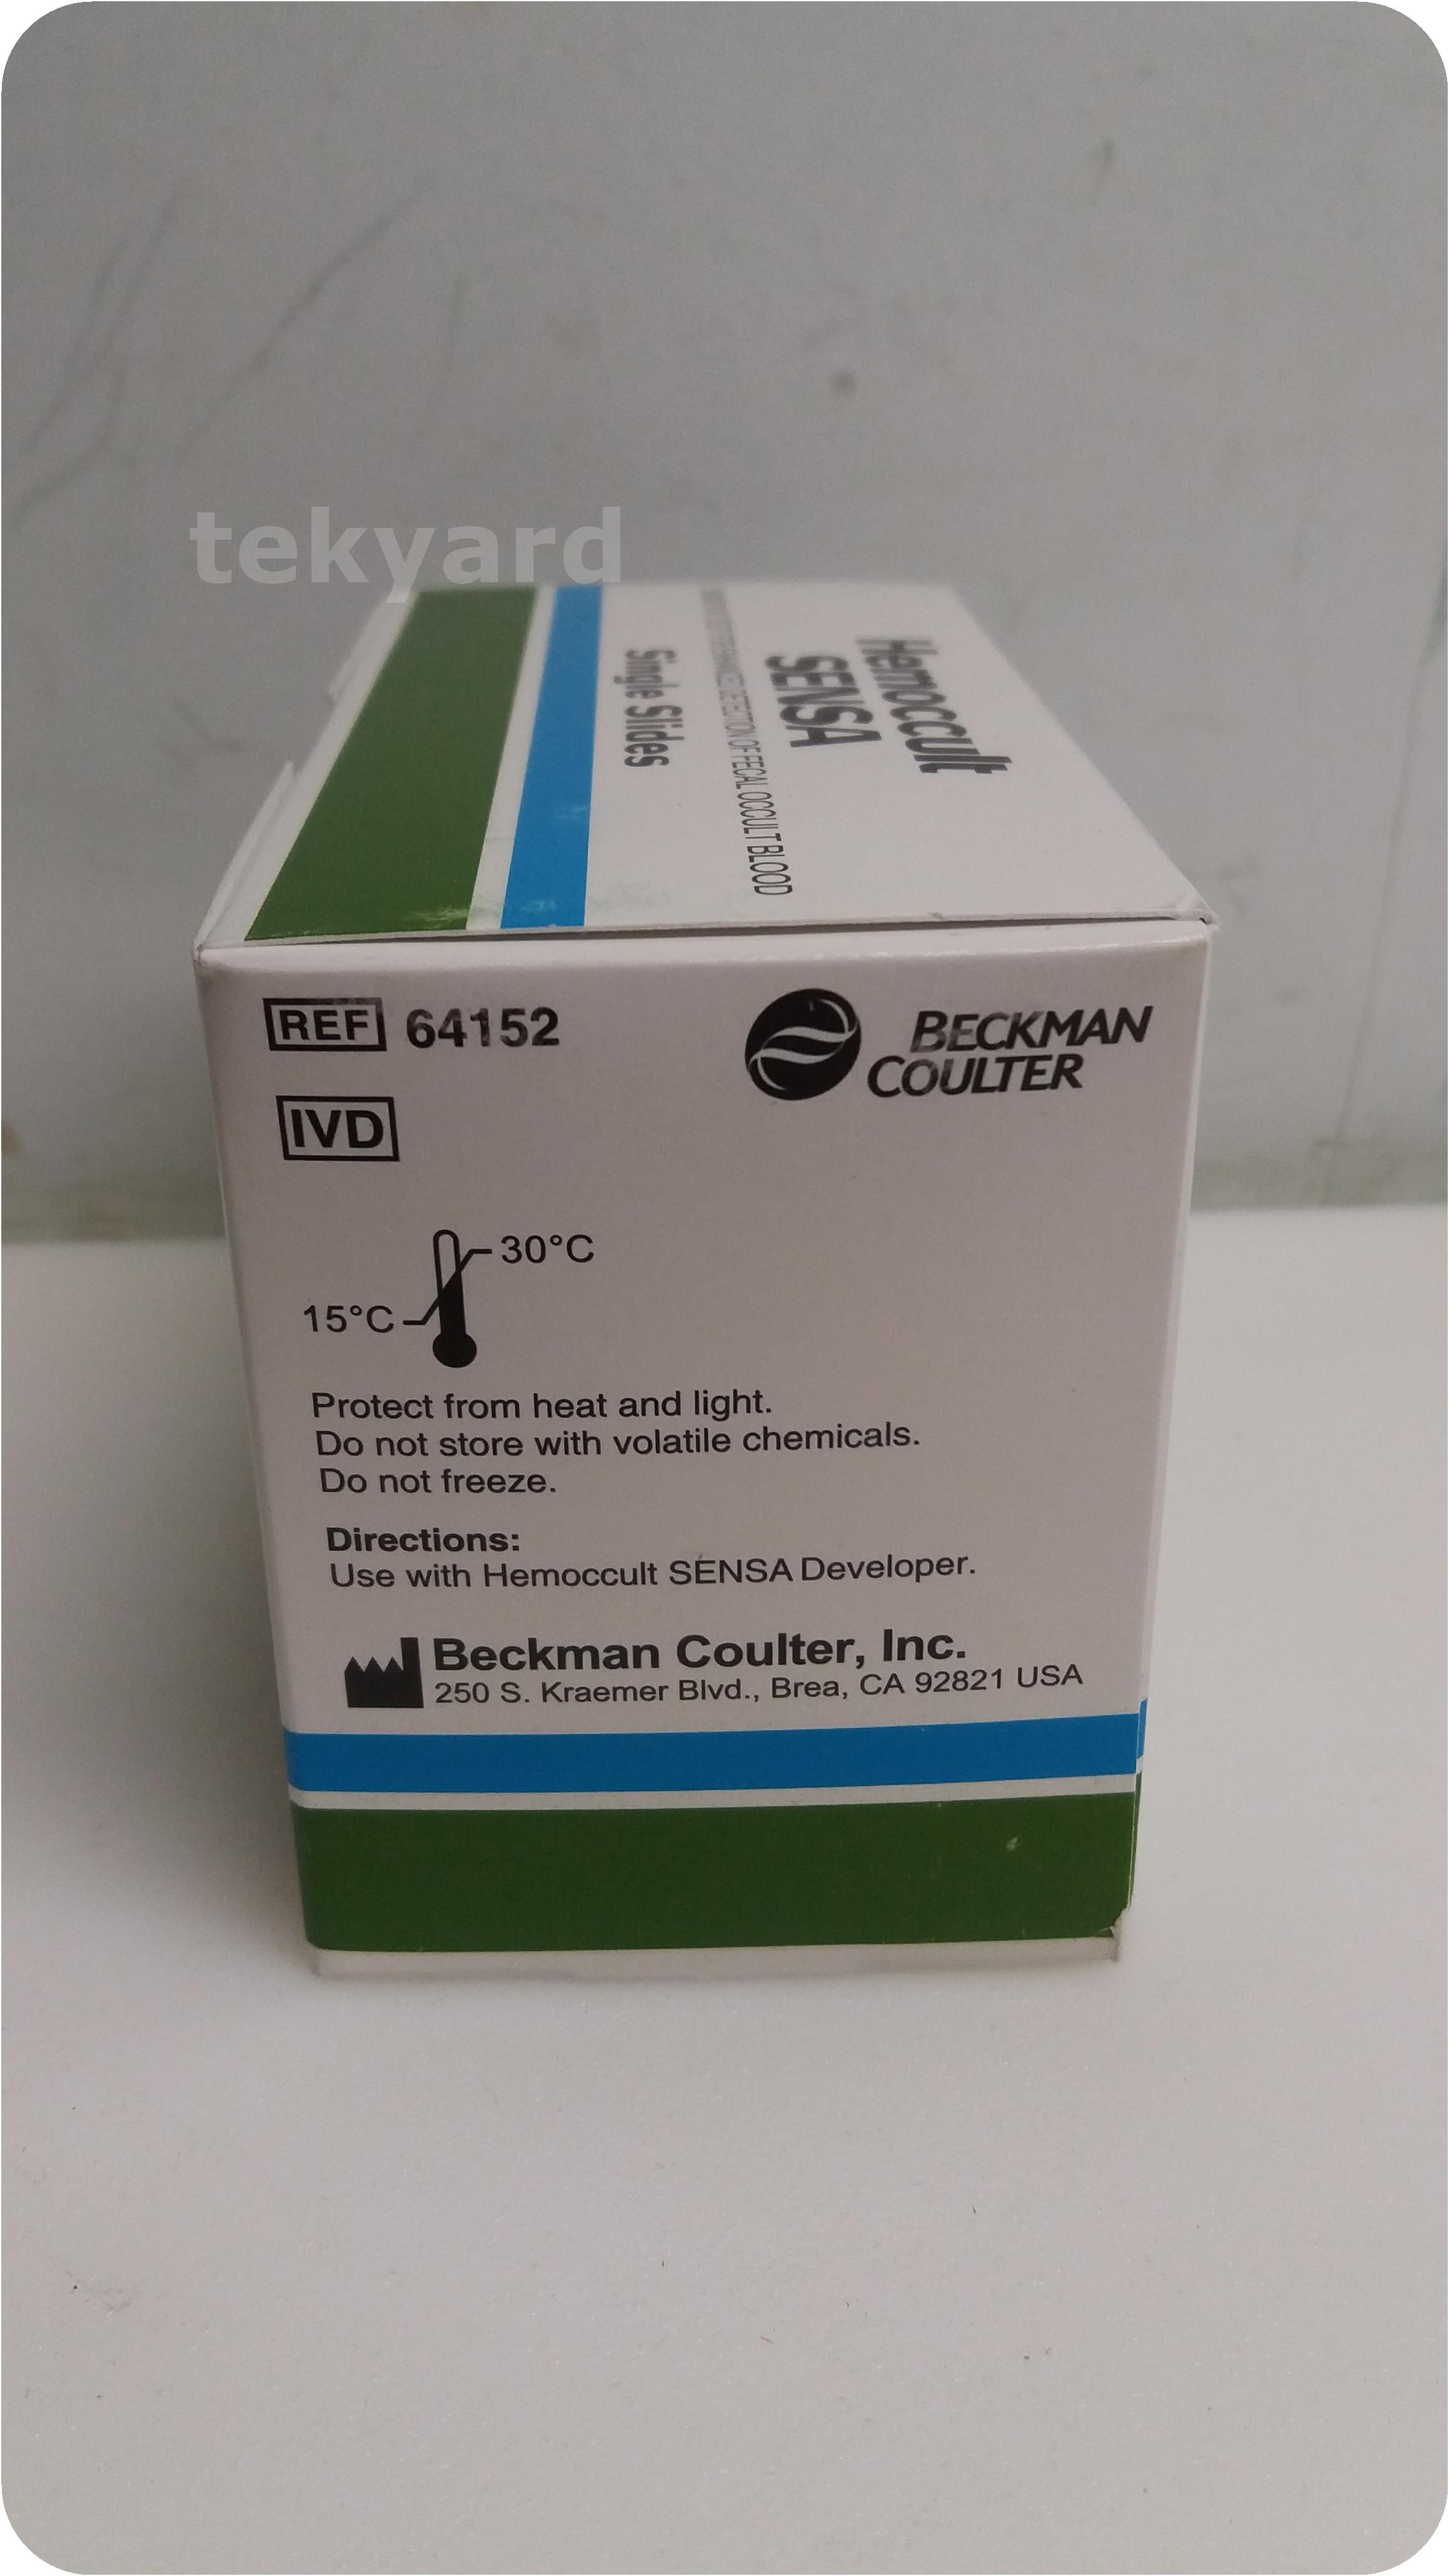 tekyard
Hemoccult
SENSA
DETECTION OF FECAL OCCULT BLOOD
Single Slides
REF 64152
BECKMAN
COULTER
IVD
30°C
15°C
Protect from heat and light.
Do not store with volatile chemicals.
Do not freeze.
Directions:
Use with Hemoccult SENSA Developer.
Beckman Coulter, Inc.
250 S. Kraemer Blvd., Brea, CA 92821 USA